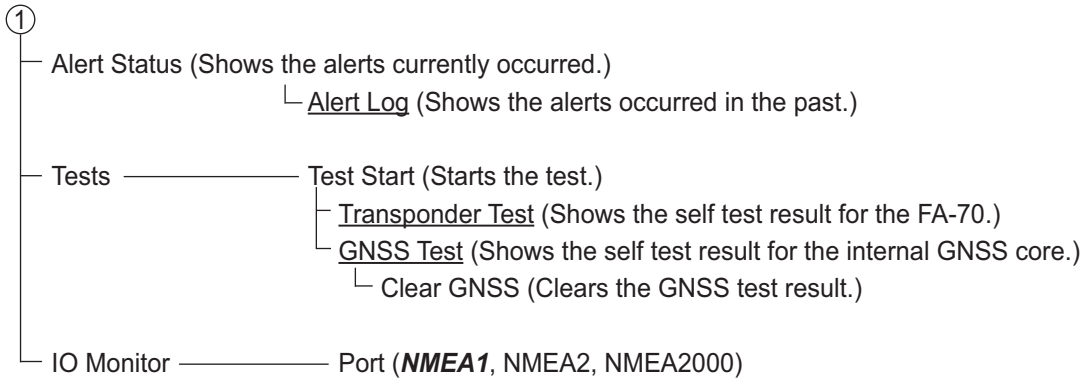 1
Alert Status (Shows the alerts currently occurred.)
Alert Log (Shows the alerts occurred in the past.)
Tests
Test Start (Starts the test.)
Transponder Test (Shows the self test result for the FA-70.)
GNSS Test (Shows the self test result for the internal GNSS core.)
Clear GNSS (Clears the GNSS test result.)
IO Monitor
Port (NMEA1, NMEA2, NMEA2000)